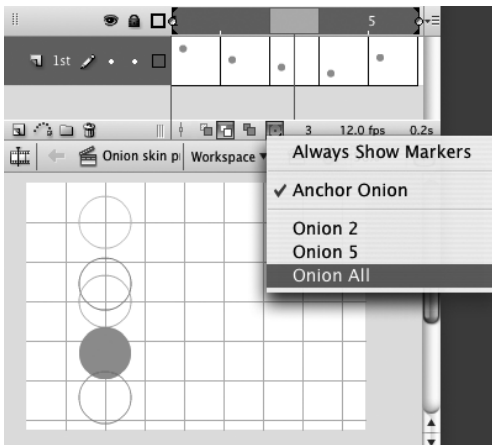 5
1st
3 12.0 fps 0.2s
Onion skin p Workspace
Always Show Markers
Anchor Onion
Onion 2
Onion 5
Onion All